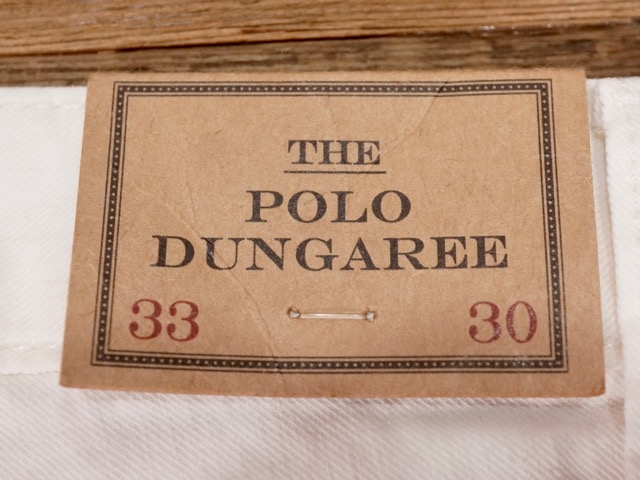 THE
POLO
DUNGAREE
33 30